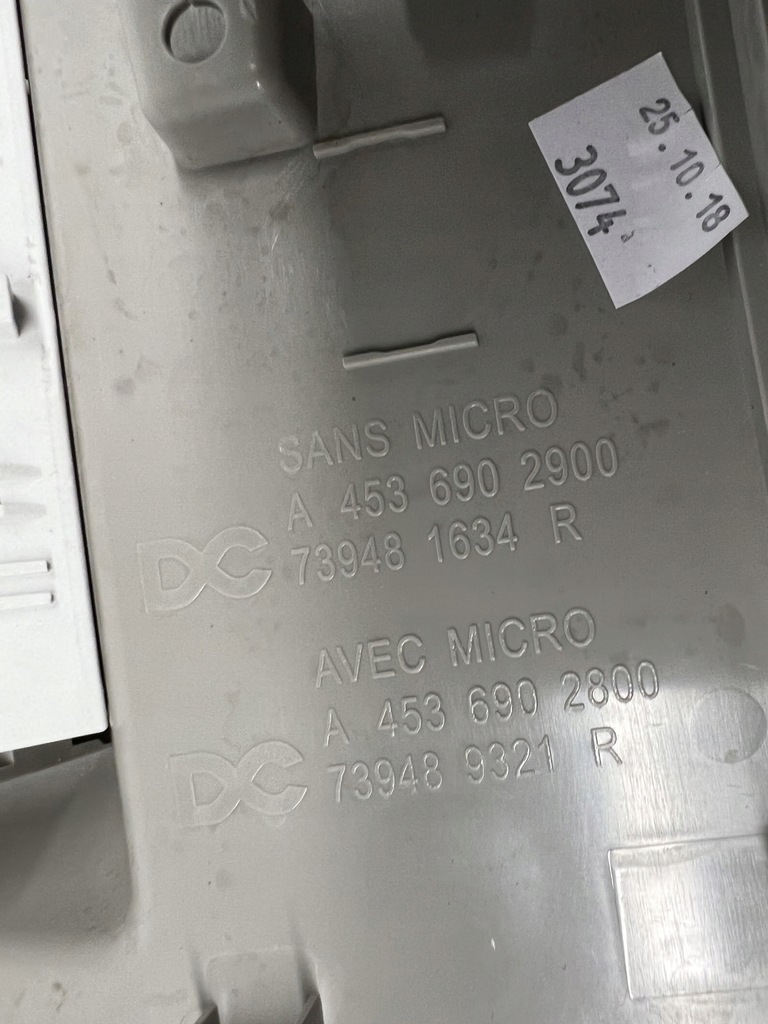 25.10.18
3074
SANS MICRO
A 453 690 2900
DC 73948 1634 R
AVEC MICRO
A 453 690 2800
DC 73948 9321 R